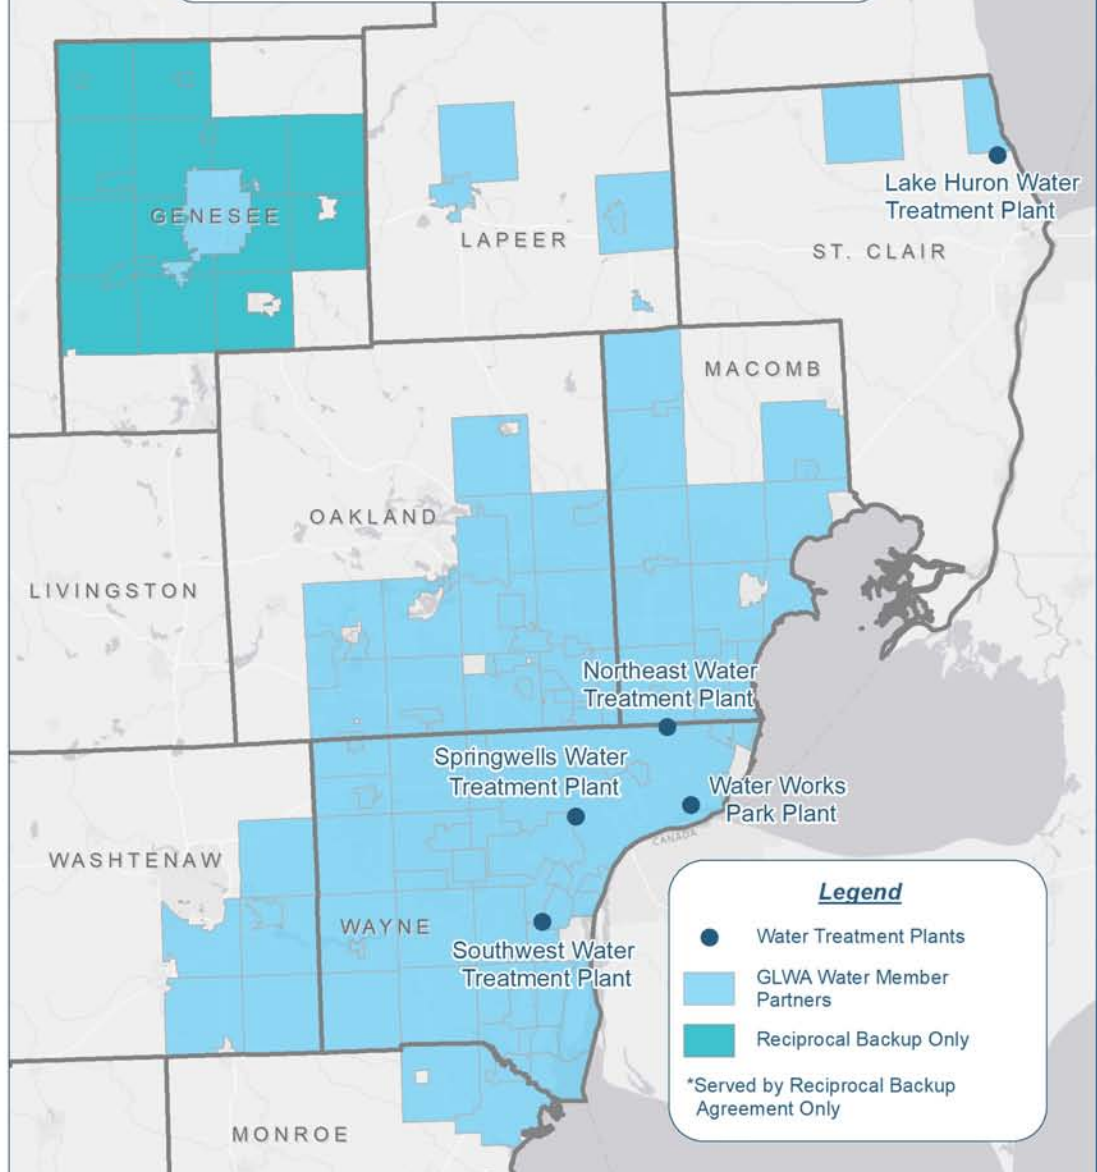 GENESEE
LAPEER
Lake Huron Water
Treatment Plant
ST. CLAIR
MACOMB
OAKLAND
LIVINGSTON
Northeast Water
Treatment Plant
Springwells Water
Treatment Plant
Water Works
Park Plant
CANADA
WASHTENAW
WAYNE
Southwest Water
Treatment Plant
MONROE
Legend
Water Treatment Plants
GLWA Water Member
Partners
Reciprocal Backup Only
*Served by Reciprocal Backup
Agreement Only